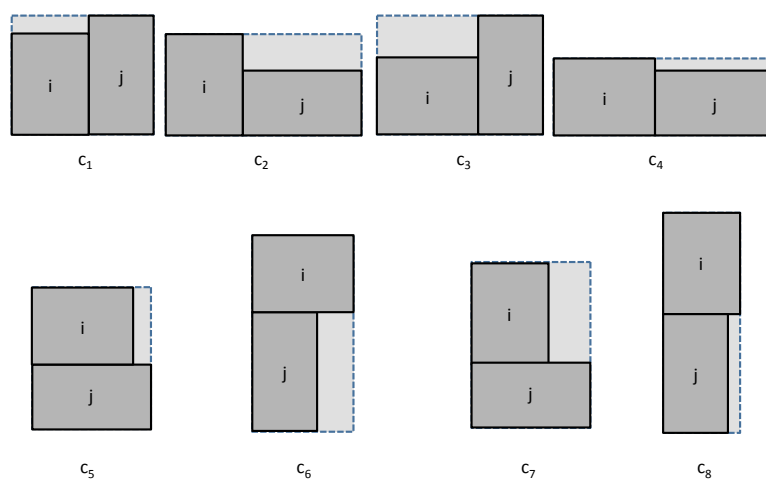 i j i j i j i j
c₁ c₂ c₃ c₄
i j i j i j i j
c₅ c₆ c₇ c₈